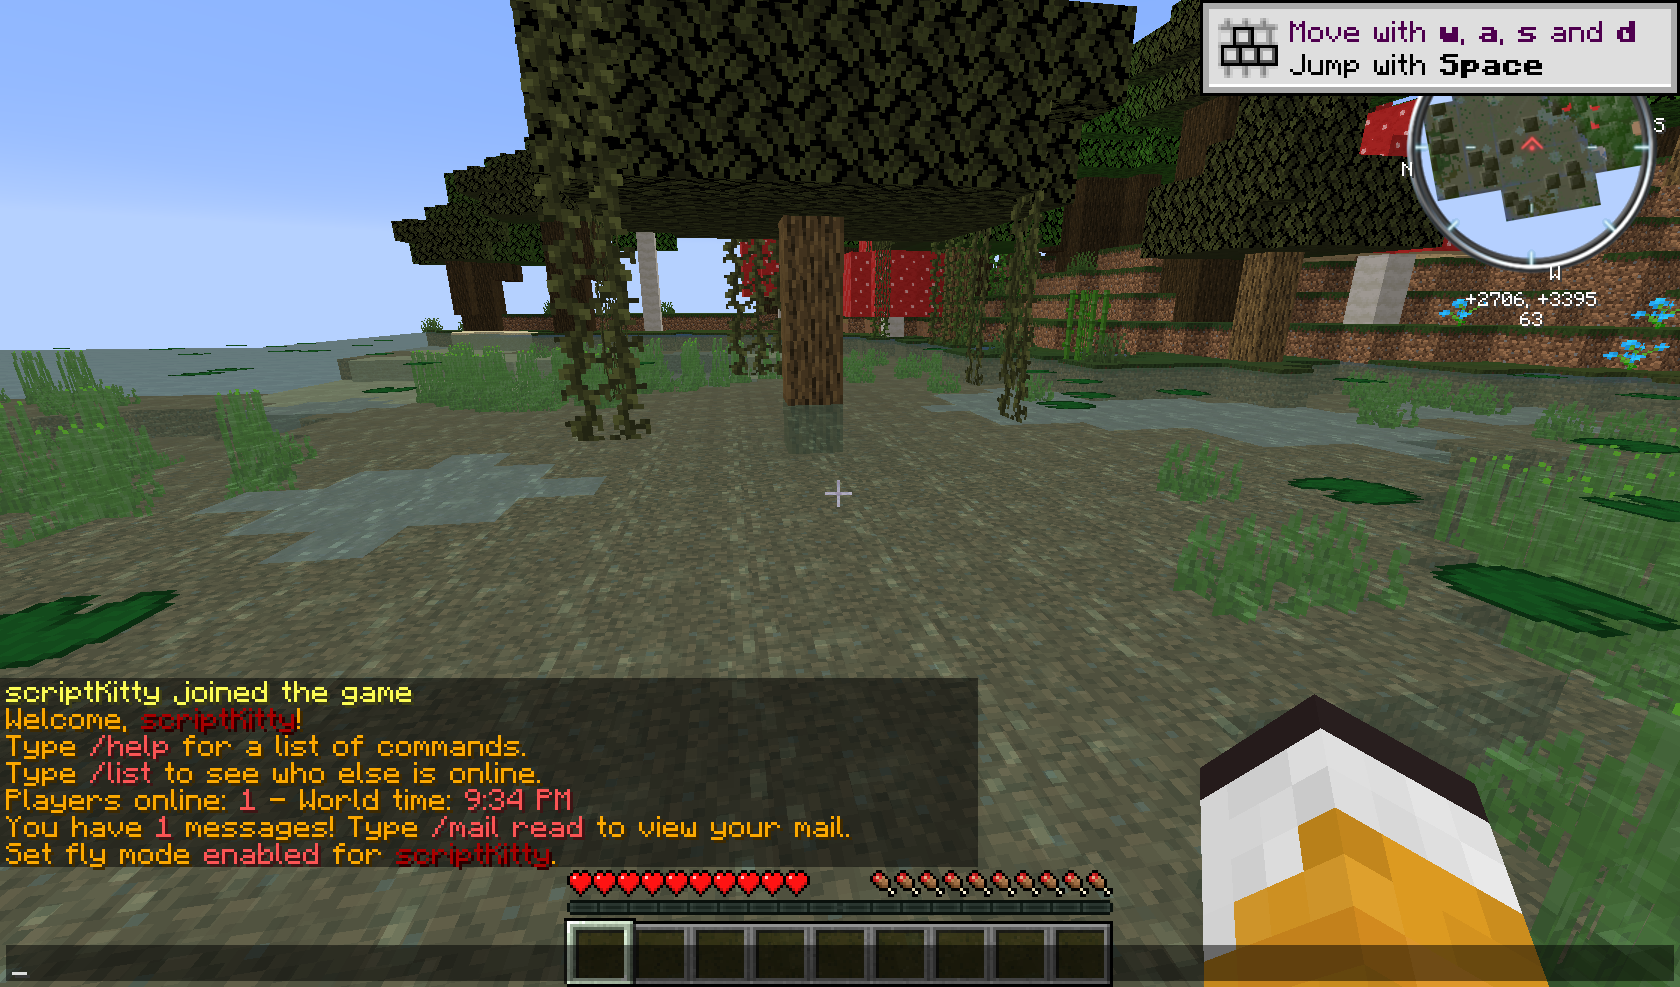 Move with w, a, s and d
Jump with Space
S
N
W
+2706, +3395
63
scriptKitty joined the game
Welcome, scriptKitty!
Type /help for a list of commands.
Type /list to see who else is online.
Players online: 1 - World time: 9:34 PM
You have 1 messages! Type /mail read to view your mail.
Set fly mode enabled for scriptKitty.
_